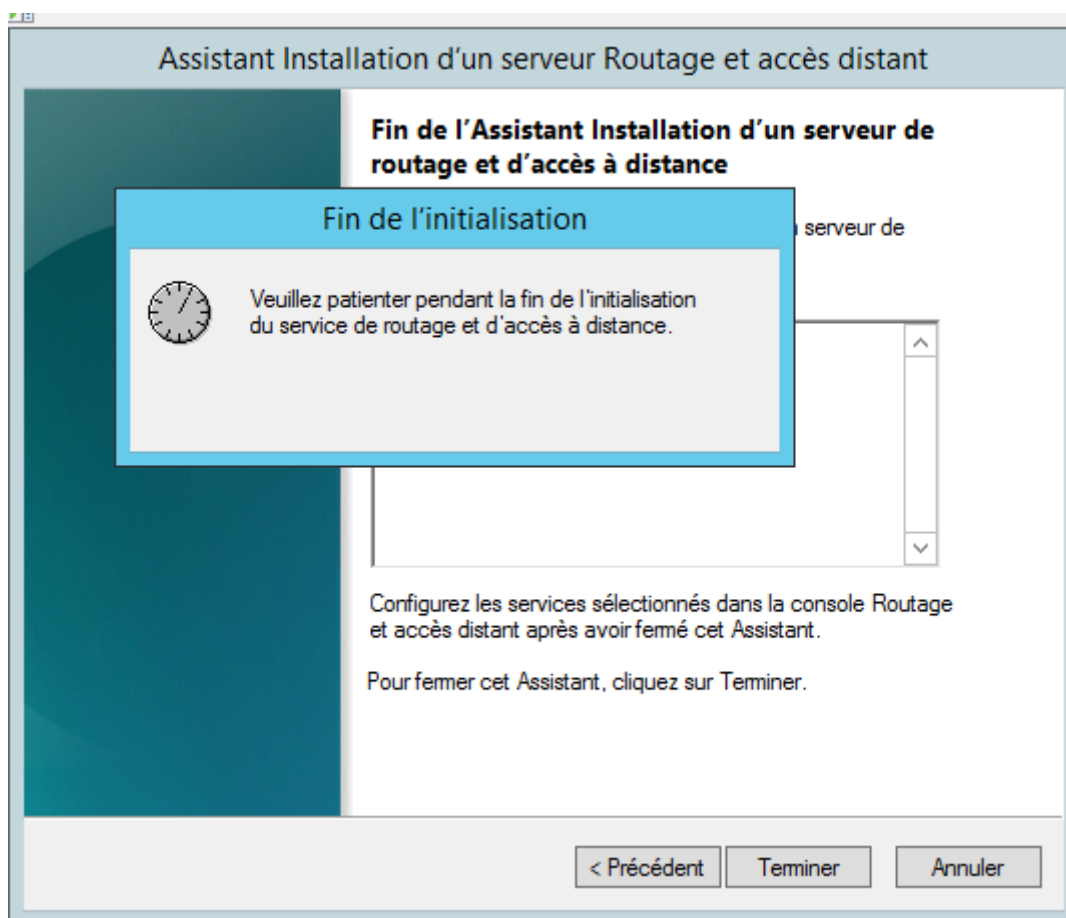 Assistant Installation d'un serveur Routage et accès distant
Fin de l'Assistant Installation d'un serveur de
routage et d'accès à distance
Fin de l'initialisation
serveur de
Veuillez patienter pendant la fin de l'initialisation
du service de routage et d'accès à distance.
Configurez les services sélectionnés dans la console Routage
et accès distant après avoir fermé cet Assistant.
Pour fermer cet Assistant, cliquez sur Terminer.
< Précédent
Terminer
Annuler